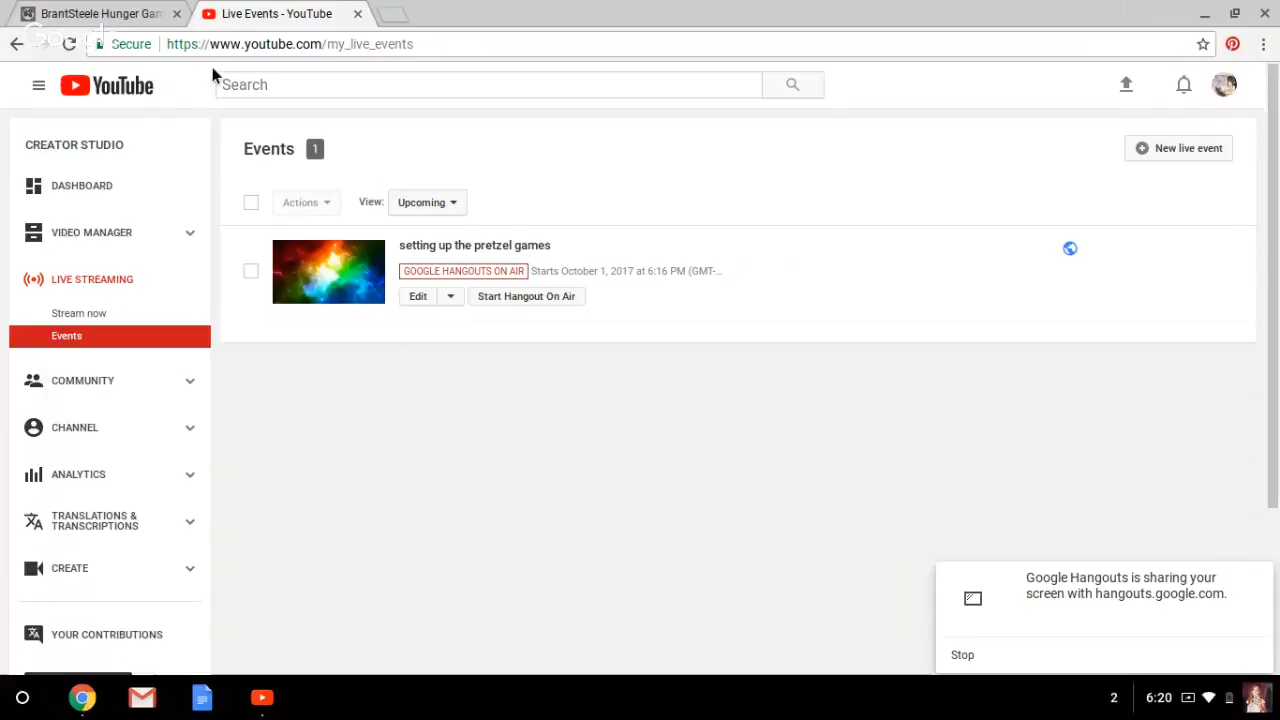 BrantSteele Hunger Gam
Live Events - YouTube
Secure https://www.youtube.com/my_live_events
YouTube
Search
CREATOR STUDIO
DASHBOARD
VIDEO MANAGER
LIVE STREAMING
Stream now
Events
COMMUNITY
CHANNEL
ANALYTICS
TRANSLATIONS &
TRANSCRIPTIONS
CREATE
YOUR CONTRIBUTIONS
Events 1
New live event
Actions View: Upcoming
setting up the pretzel games
GOOGLE HANGOUTS ON AIR Starts October 1, 2017 at 6:16 PM (GMT-...
Edit Start Hangout On Air
Google Hangouts is sharing your
screen with hangouts.google.com.
Stop
2 6:20